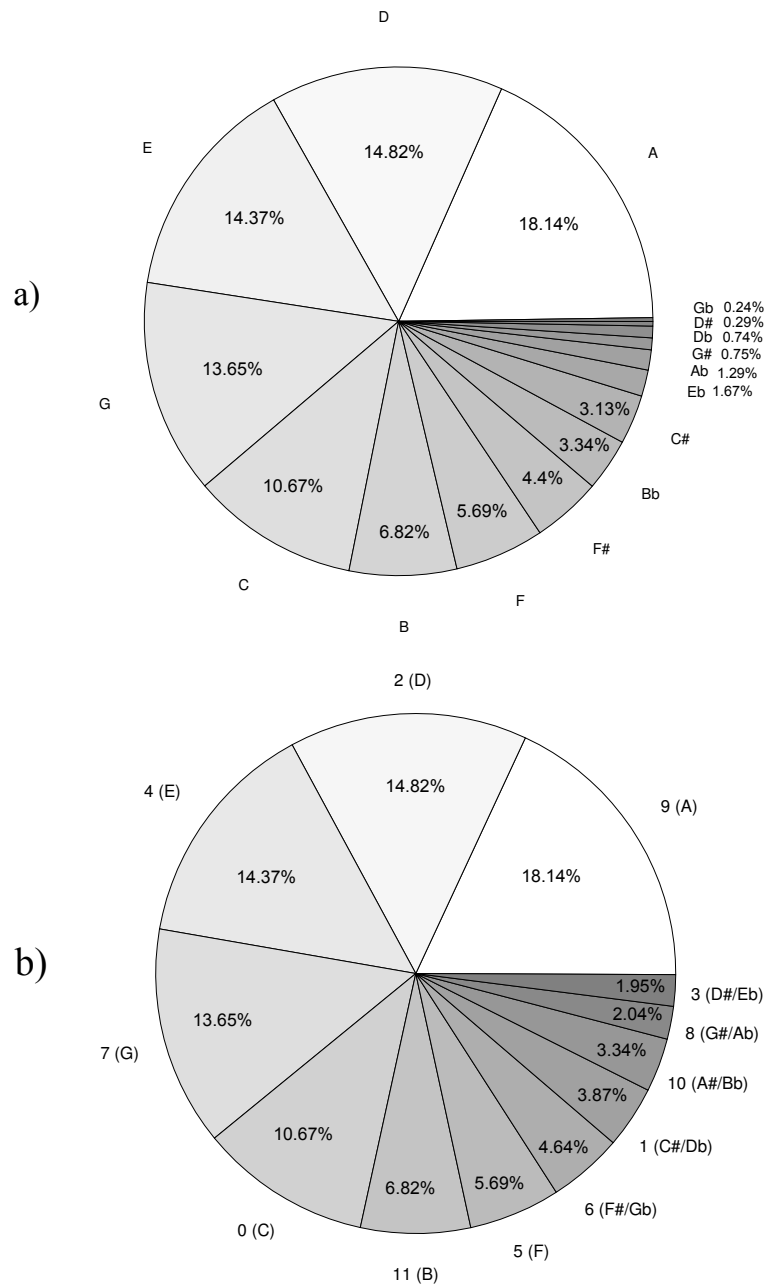 D
A
E
14.82%
18.14%
14.37%
a)
Gb 0.24%
D# 0.29%
Db 0.74%
G# 0.75%
Ab 1.29%
Eb 1.67%
13.65%
G
3.13%
C#
3.34%
Bb
4.4%
F#
10.67%
C
6.82%
B
5.69%
F
2 (D)
4 (E)
9 (A)
14.82%
14.37%
18.14%
b)
1.95%
3 (D#/Eb)
2.04%
8 (G#/Ab)
13.65%
7 (G)
3.34%
10 (A#/Bb)
3.87%
1 (C#/Db)
10.67%
0 (C)
4.64%
6 (F#/Gb)
6.82%
11 (B)
5.69%
5 (F)